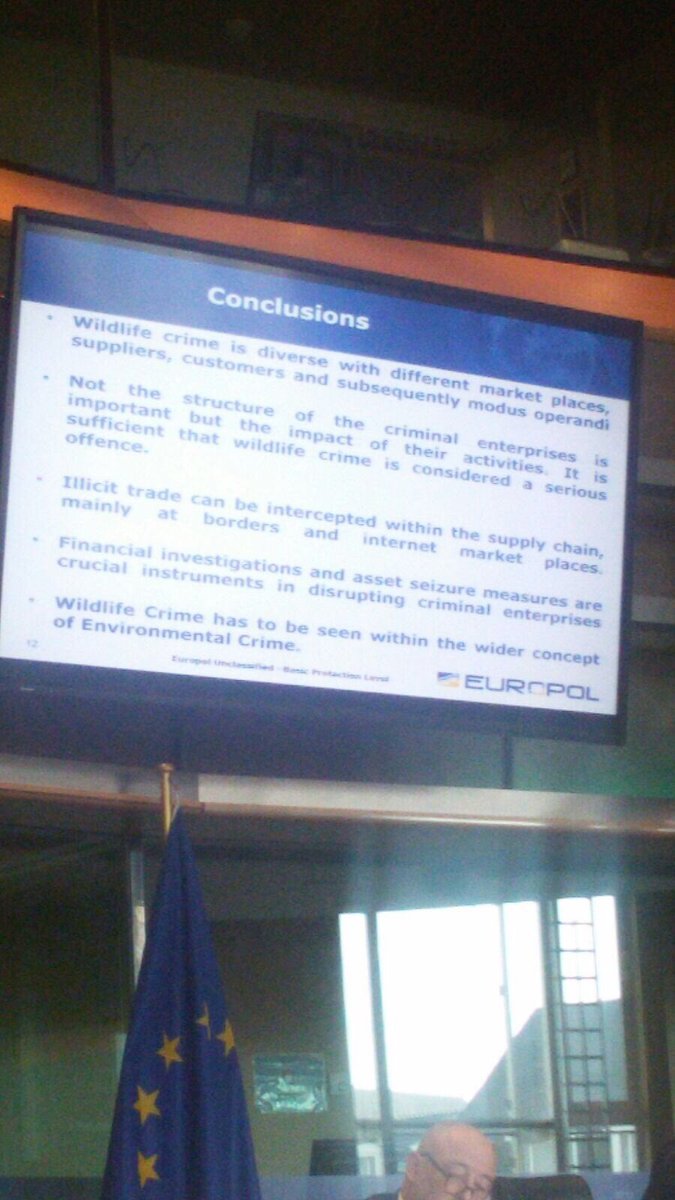 Conclusions
• Wildlife crime is diverse with different market places,
suppliers, customers and subsequently modus operandi
• Not the structure of the criminal enterprises is
important but the impact of their activities. It is
sufficient that wildlife crime is considered a serious
offence.
• Illicit trade can be intercepted within the supply chain,
mainly at borders and internet market places.
• Financial investigations and asset seizure measures are
crucial instruments in disrupting criminal enterprises
• Wildlife Crime has to be seen within the wider concept
of Environmental Crime.
12
Europol Unclassified - Basic Protection Level
EUROPOL